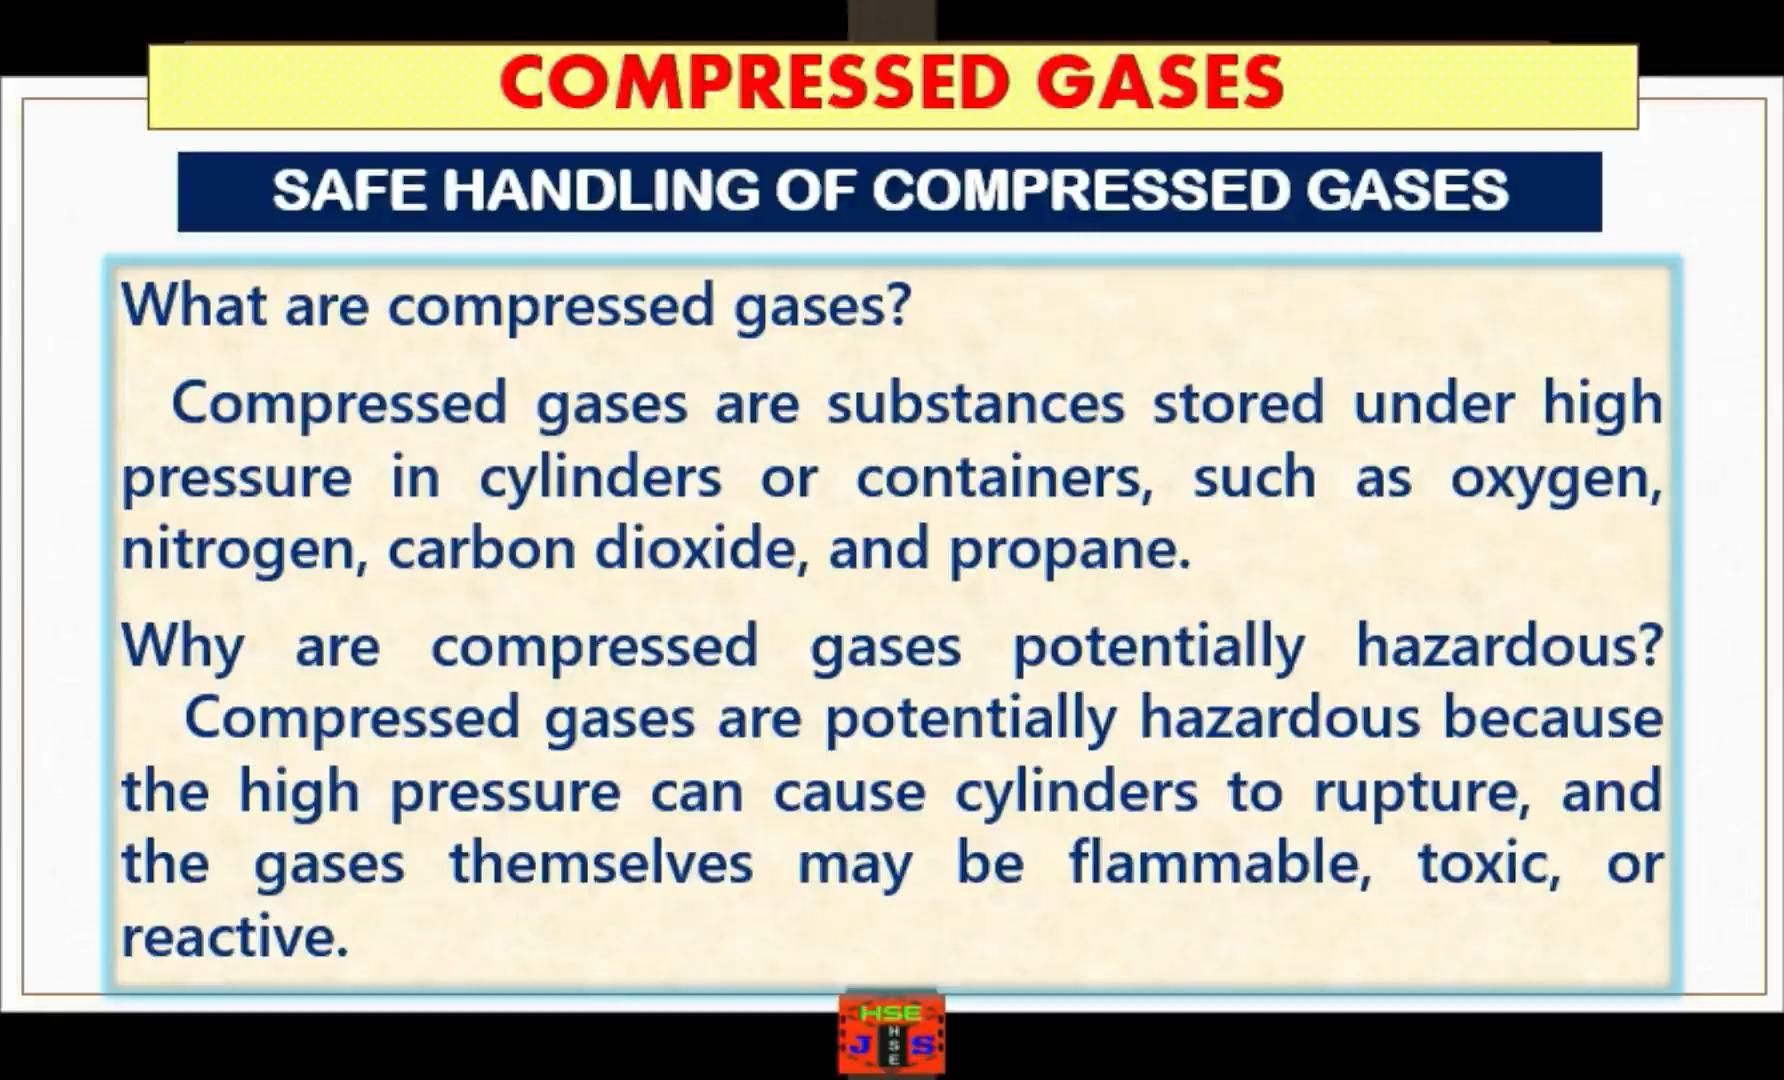 COMPRESSED GASES
SAFE HANDLING OF COMPRESSED GASES
What are compressed gases?
Compressed gases are substances stored under high
pressure in cylinders or containers, such as oxygen,
nitrogen, carbon dioxide, and propane.
Why are compressed gases potentially hazardous?
Compressed gases are potentially hazardous because
the high pressure can cause cylinders to rupture, and
the gases themselves may be flammable, toxic, or
reactive.
HSE
J HSE S